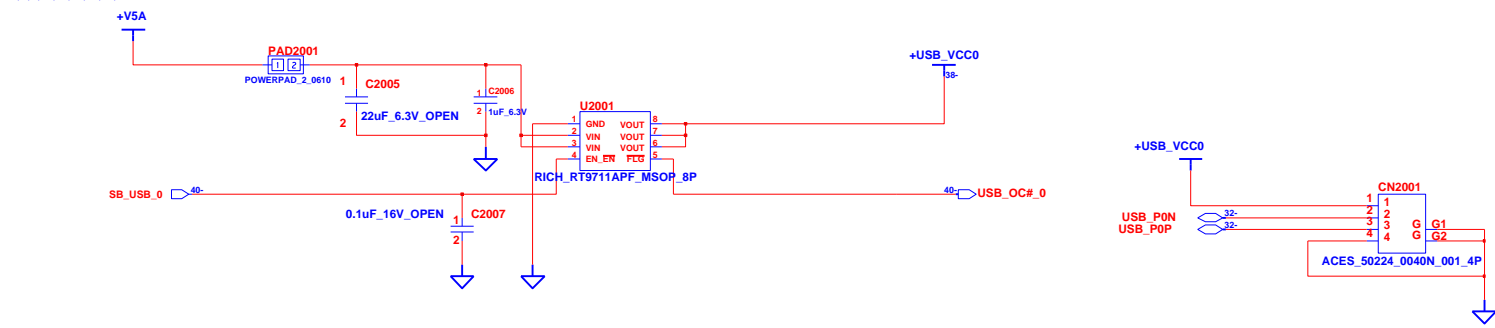 +V5A
PAD2001
1 2
POWERPAD_2_0610
1
C2005
22uF_6.3V_OPEN
2
1
C2006
2
1uF_6.3V
+USB_VCC0
38-
U2001
1 GND VOUT 8
2 VIN VOUT 7
3 VIN VOUT 6
4 EN_EN FLG 5
RICH_RT9711APF_MSOP_8P
SB_USB_0 40-
40- USB_OC#_0
0.1uF_16V_OPEN
1
C2007
2
+USB_VCC0
CN2001
1 1
2 2
3 3 G G1
4 4 G G2
USB_P0N 32-
USB_P0P 32-
ACES_50224_0040N_001_4P